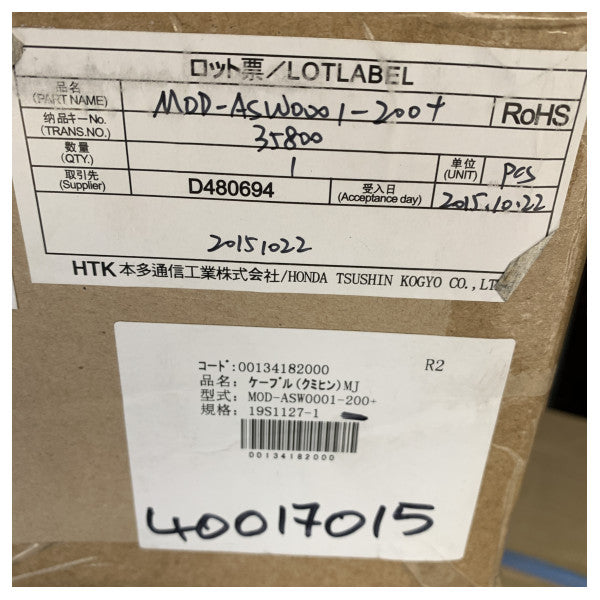 ロット票/LOTLABEL
品名 (PART NAME) MOD-ASW0001-200+ RoHS
納品キーNo. (TRANS.NO.) 35800
数量 (QTY.) 1 単位 (UNIT) pcs
取引先 (Supplier) D480694 受入日 (Acceptance day) 2015.10.22
20151022
HTK 本多通信工業株式会社/HONDA TSUSHIN KOGYO CO.,LT
コード:00134182000 R2
品名: ケーブル(クミヒン)MJ
型式: MOD-ASW0001-200+
規格: 19S1127-1
00134182000
40017015